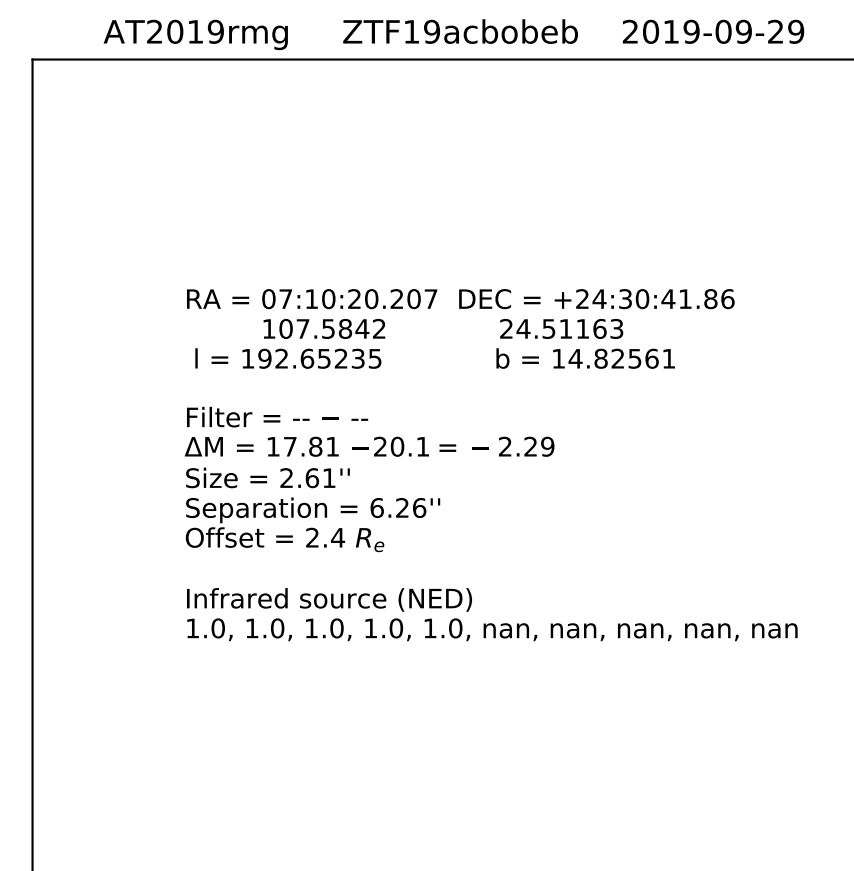 AT2019rmg ZTF19acbobeb 2019-09-29
RA = 07:10:20.207 DEC = +24:30:41.86
107.5842 24.51163
l = 192.65235 b = 14.82561
Filter = -- − --
ΔM = 17.81 −20.1 = −2.29
Size = 2.61''
Separation = 6.26''
Offset = 2.4 Re
Infrared source (NED)
1.0, 1.0, 1.0, 1.0, 1.0, nan, nan, nan, nan, nan